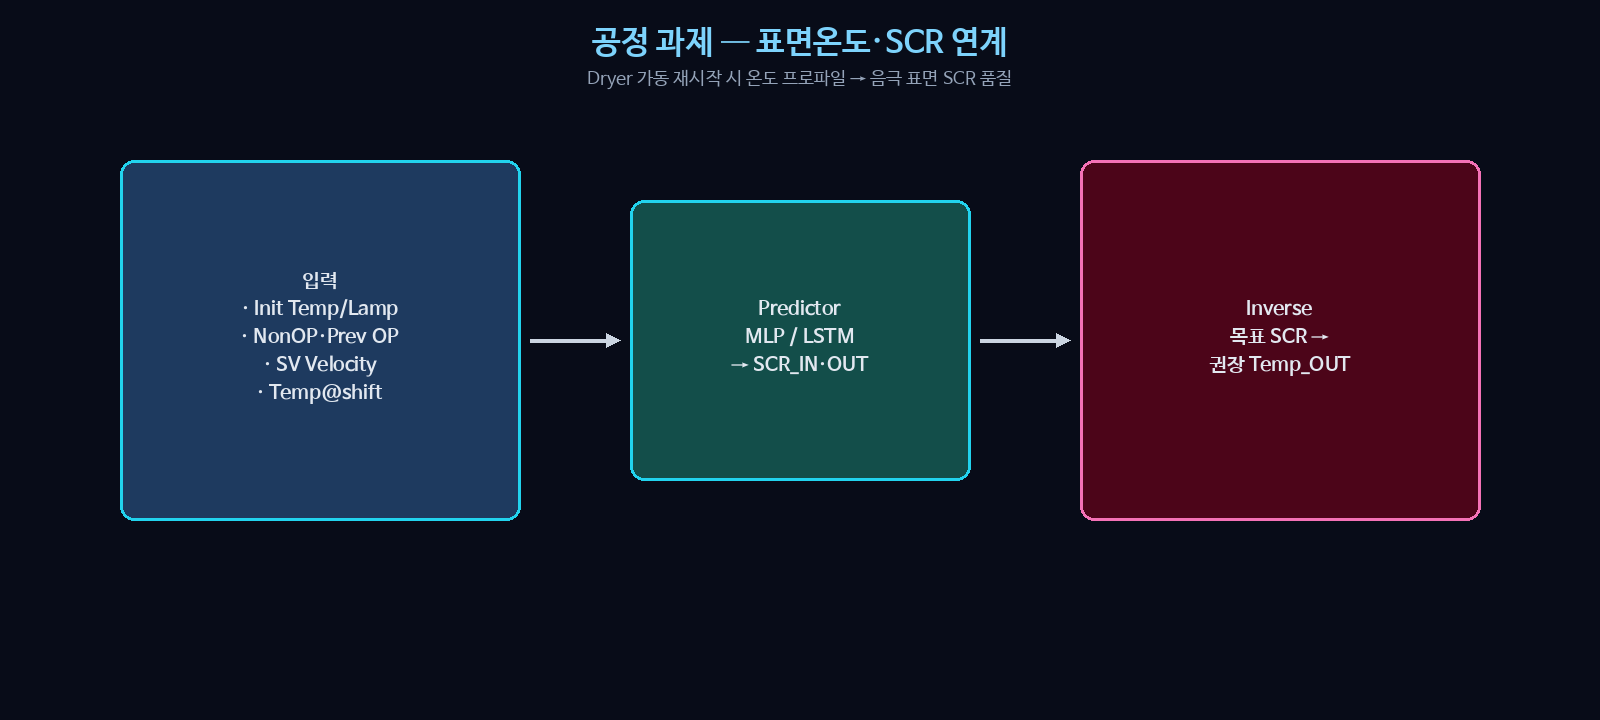 공정 과제 — 표면온도·SCR 연계
Dryer 가동 재시작 시 온도 프로파일 → 음극 표면 SCR 품질
입력
· Init Temp/Lamp
· NonOP·Prev OP
· SV Velocity
· Temp@shift
Predictor
MLP / LSTM
→ SCR_IN·OUT
Inverse
목표 SCR →
권장 Temp_OUT